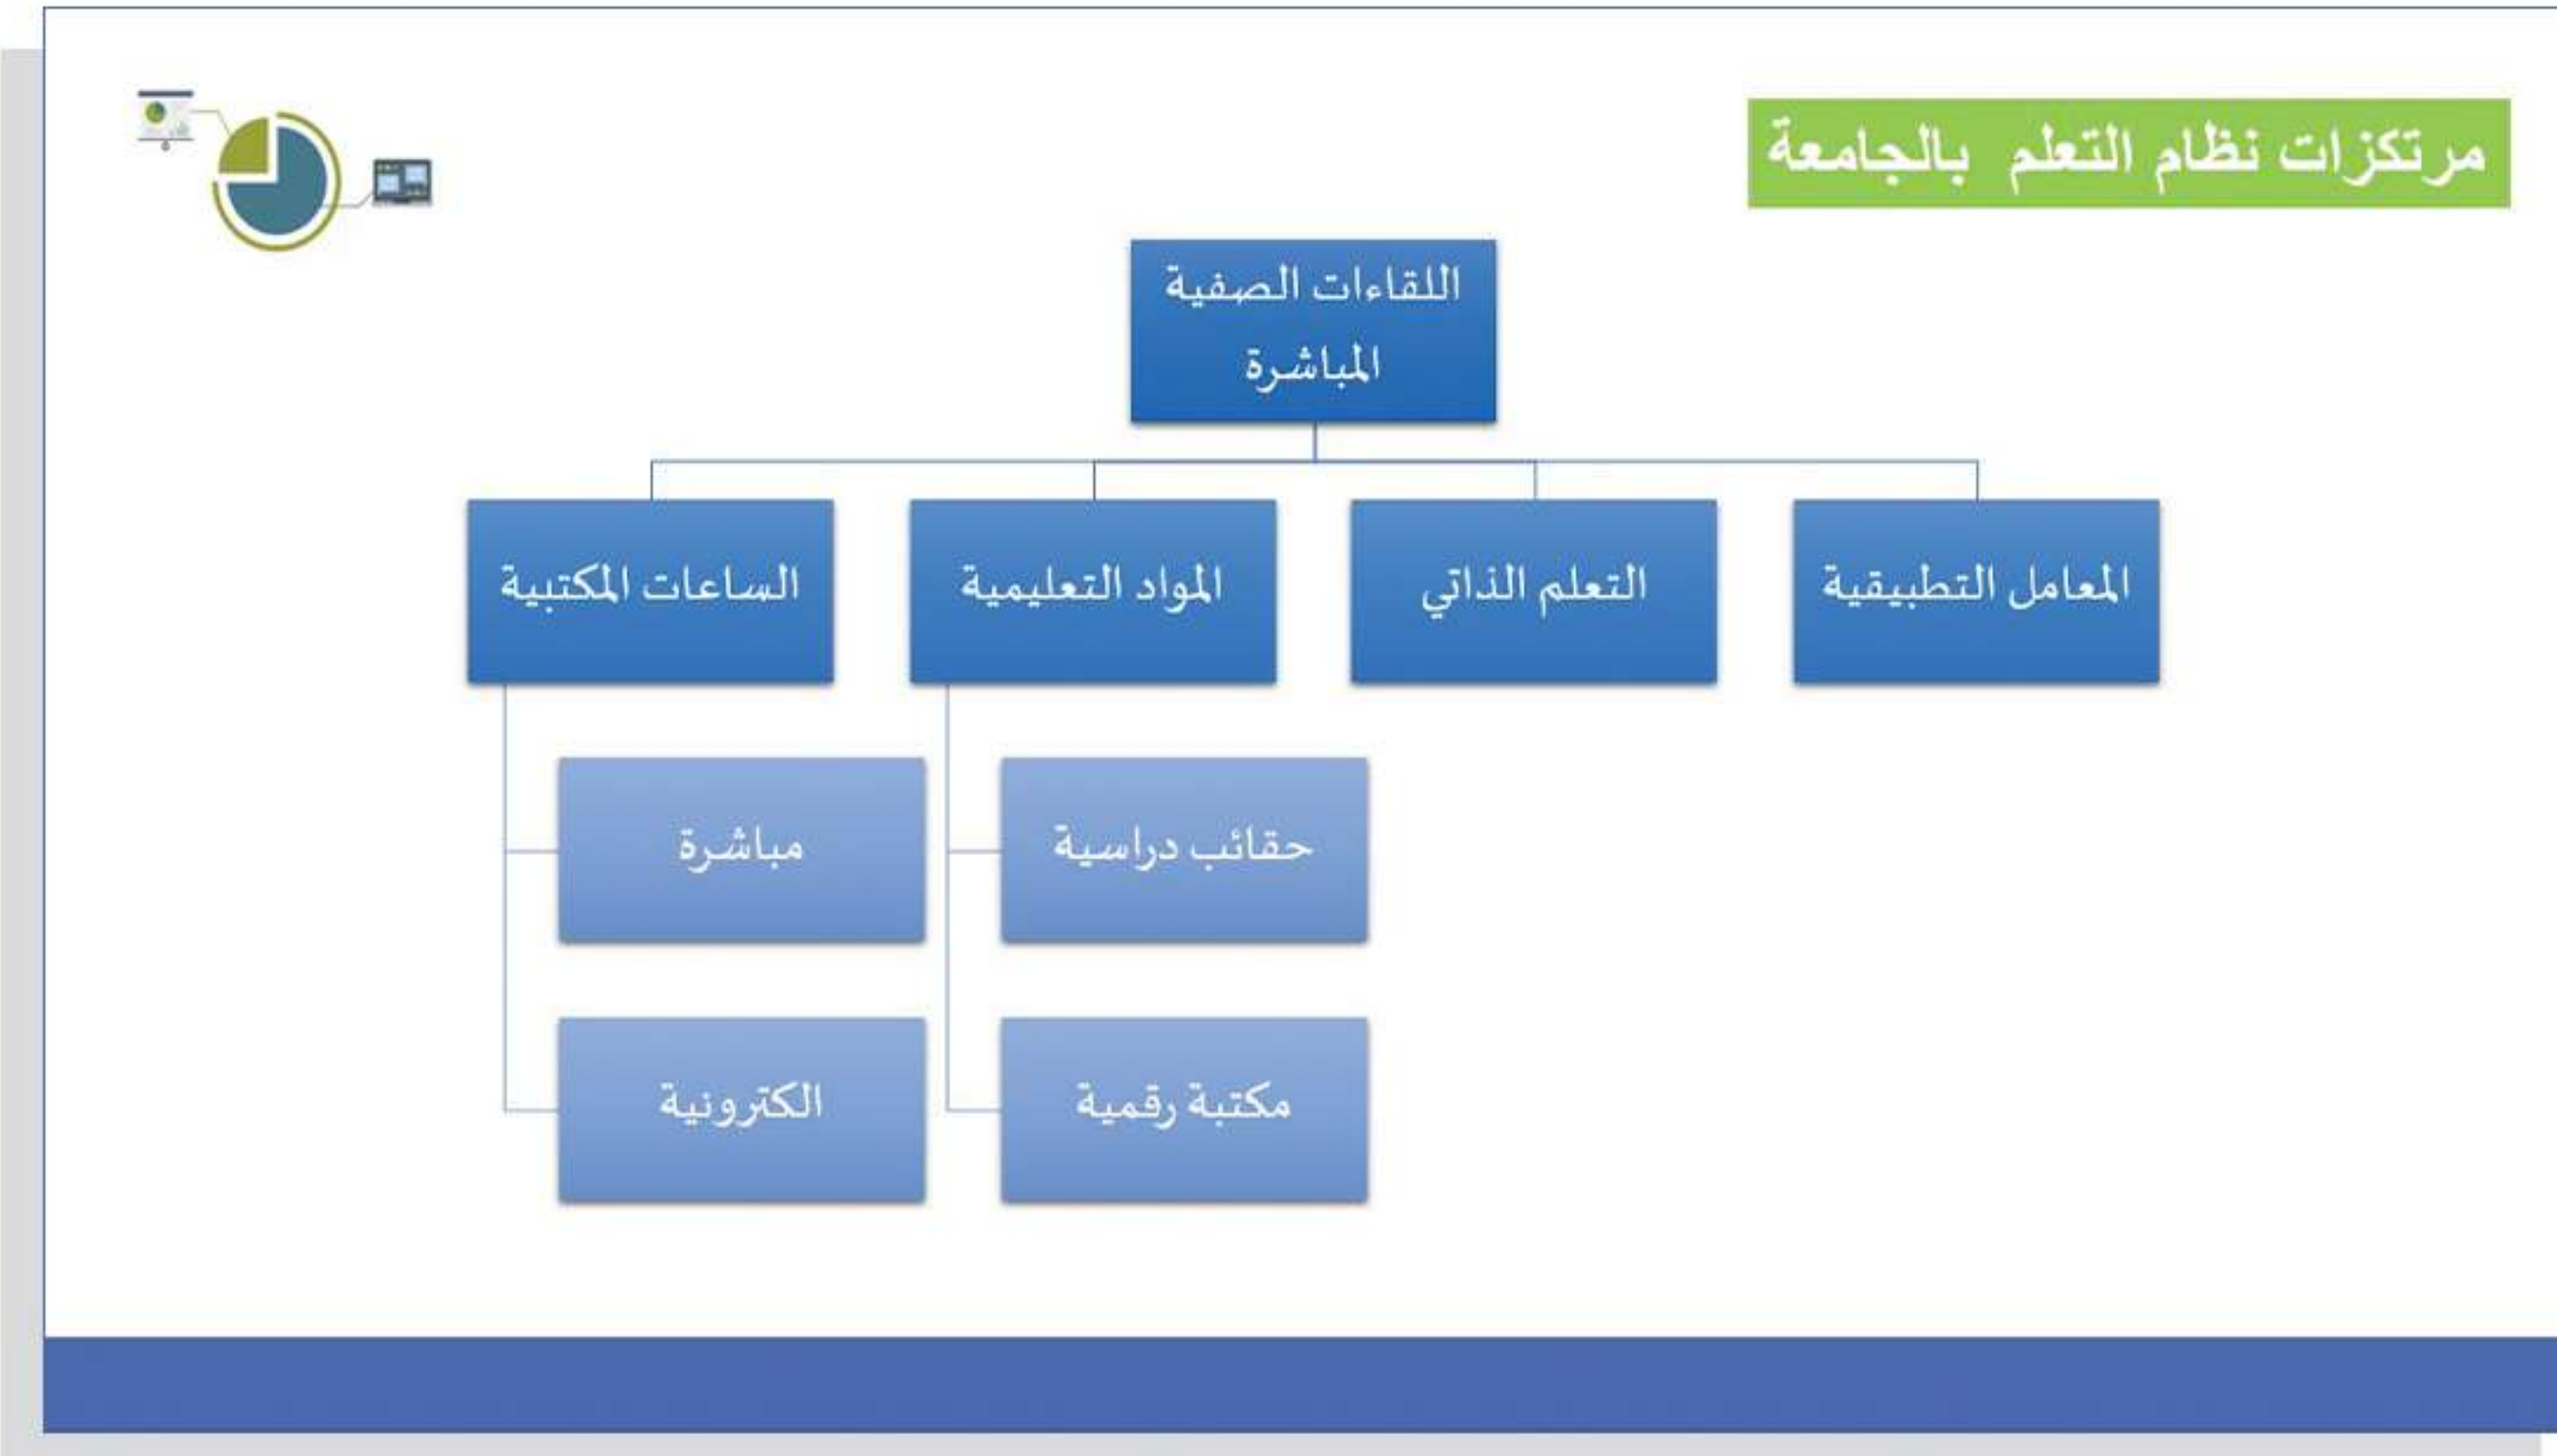 مرتكزات نظام التعلم بالجامعة
اللقاءات الصفية
المباشرة
المعامل التطبيقية
التعلم الذاتي
المواد التعليمية
الساعات المكتبية
حقائب دراسية
مباشرة
مكتبة رقمية
الكترونية